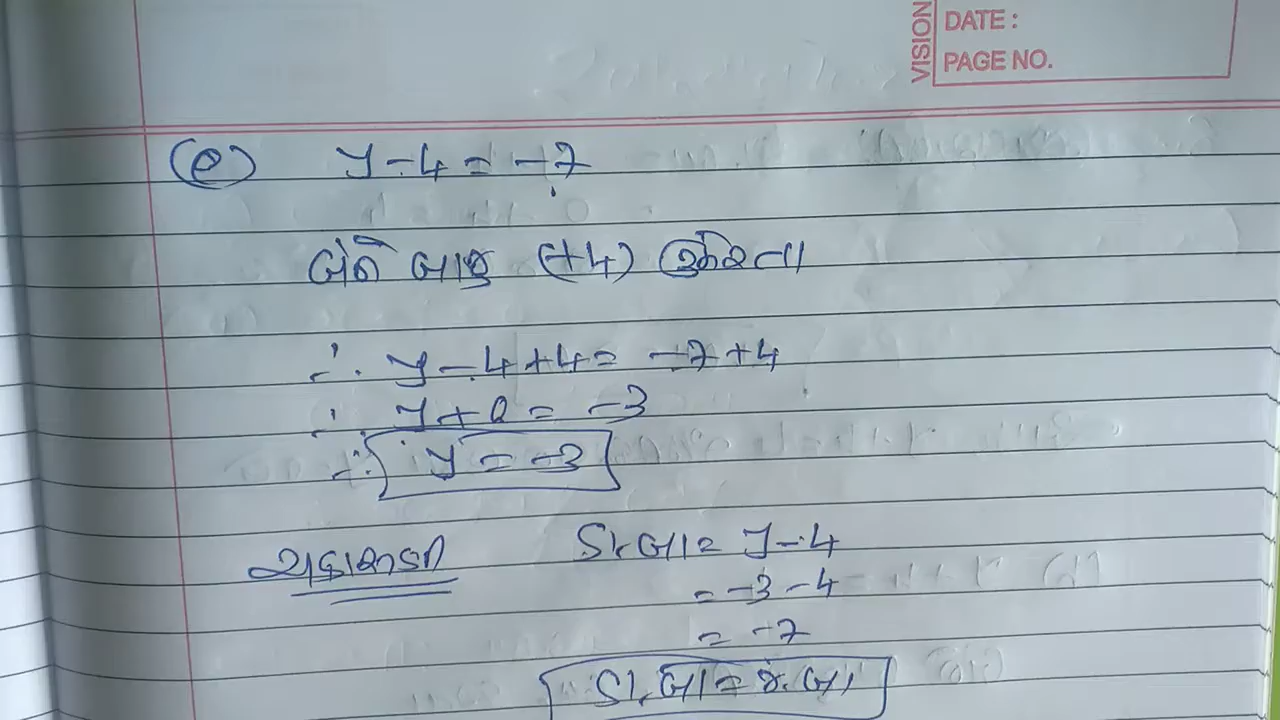 VISION
DATE :
PAGE NO.
(e) y - 4 = -7
બંને બાજુ (+4) ઉમેરતા
∴ y - 4 + 4 = -7 + 4
∴ y + 0 = -3
∴ y = -3
ચકાસણી ડા.બા = y - 4
= -3 - 4
= -7
ડા.બા = જ.બા